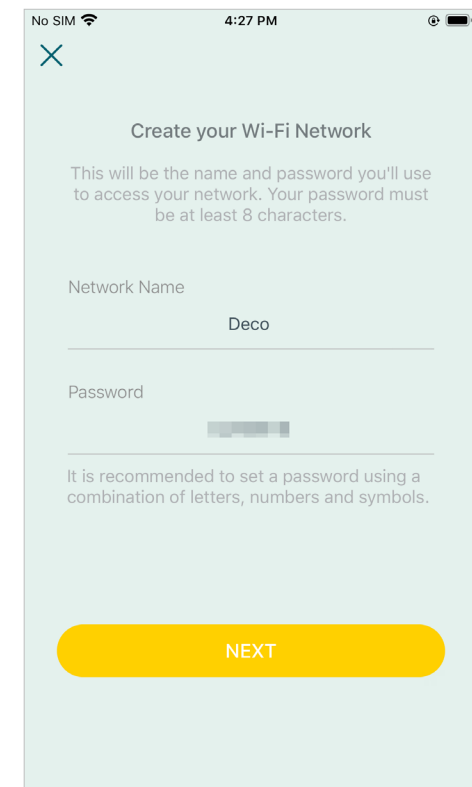 No SIM 4:27 PM
Create your Wi-Fi Network
This will be the name and password you'll use
to access your network. Your password must
be at least 8 characters.
Network Name
Deco
Password
It is recommended to set a password using a
combination of letters, numbers and symbols.
NEXT